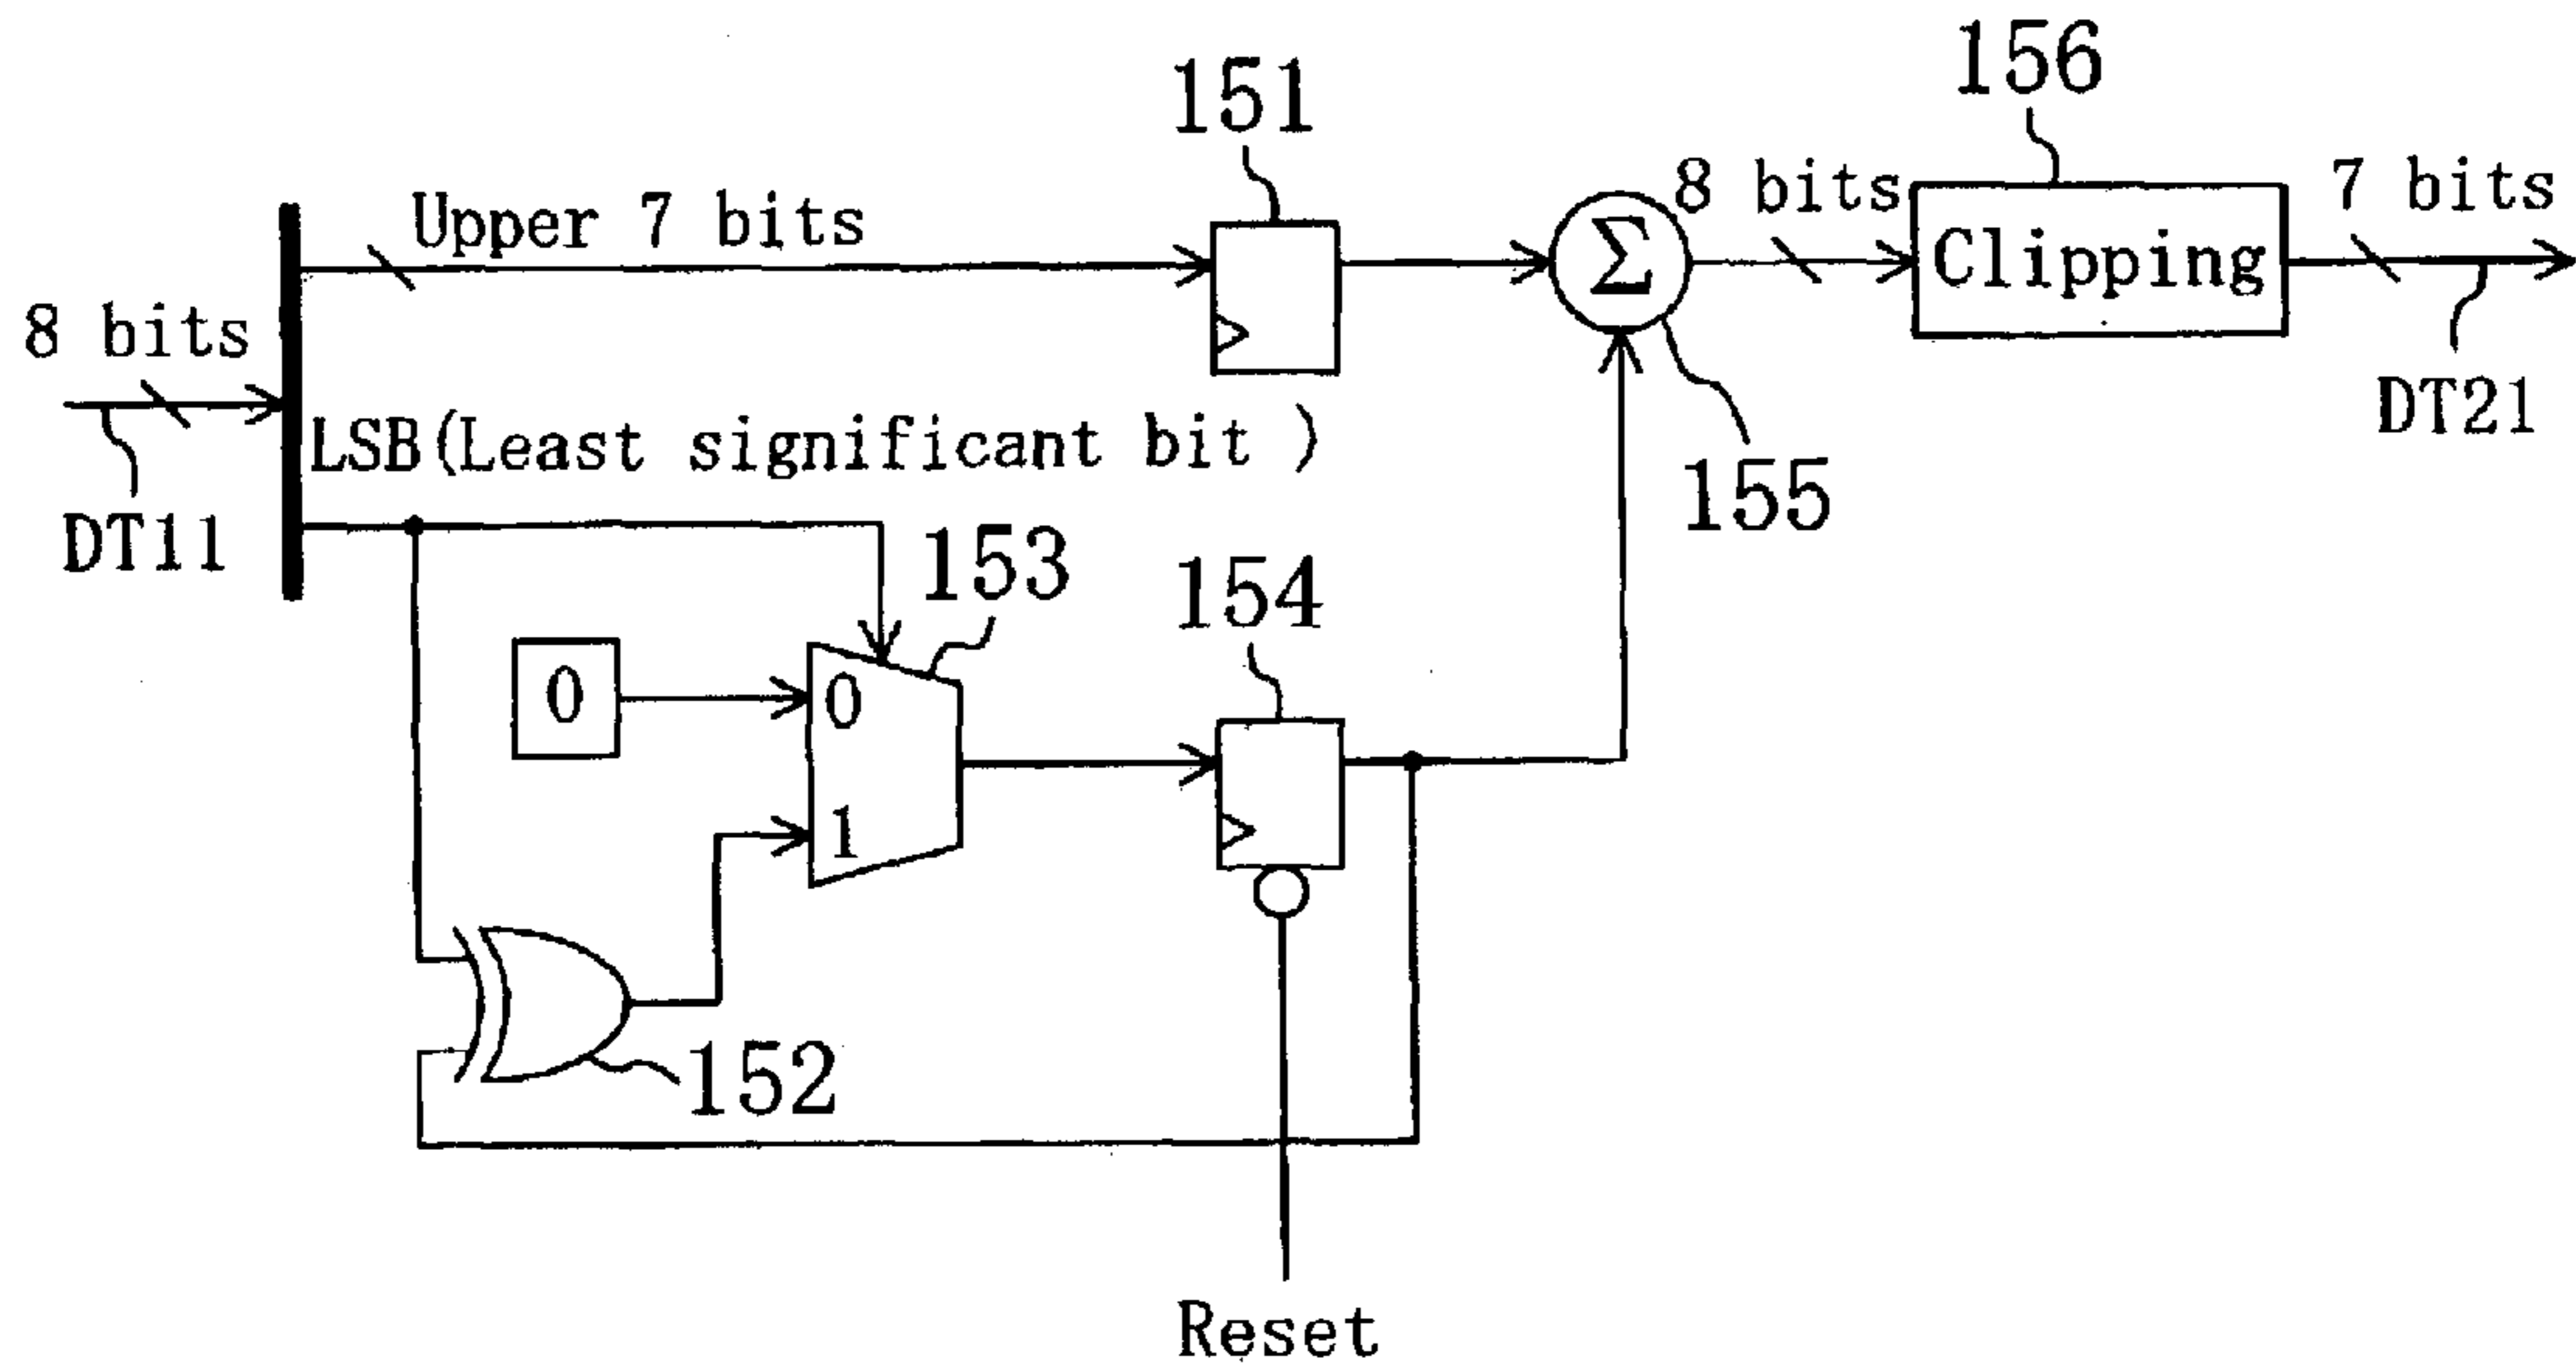 156
151
8 bits
7 bits
Upper 7 bits
Σ
Clipping
8 bits
DT21
LSB(Least significant bit )
155
DT11
153
154
0
0
1
152
Reset